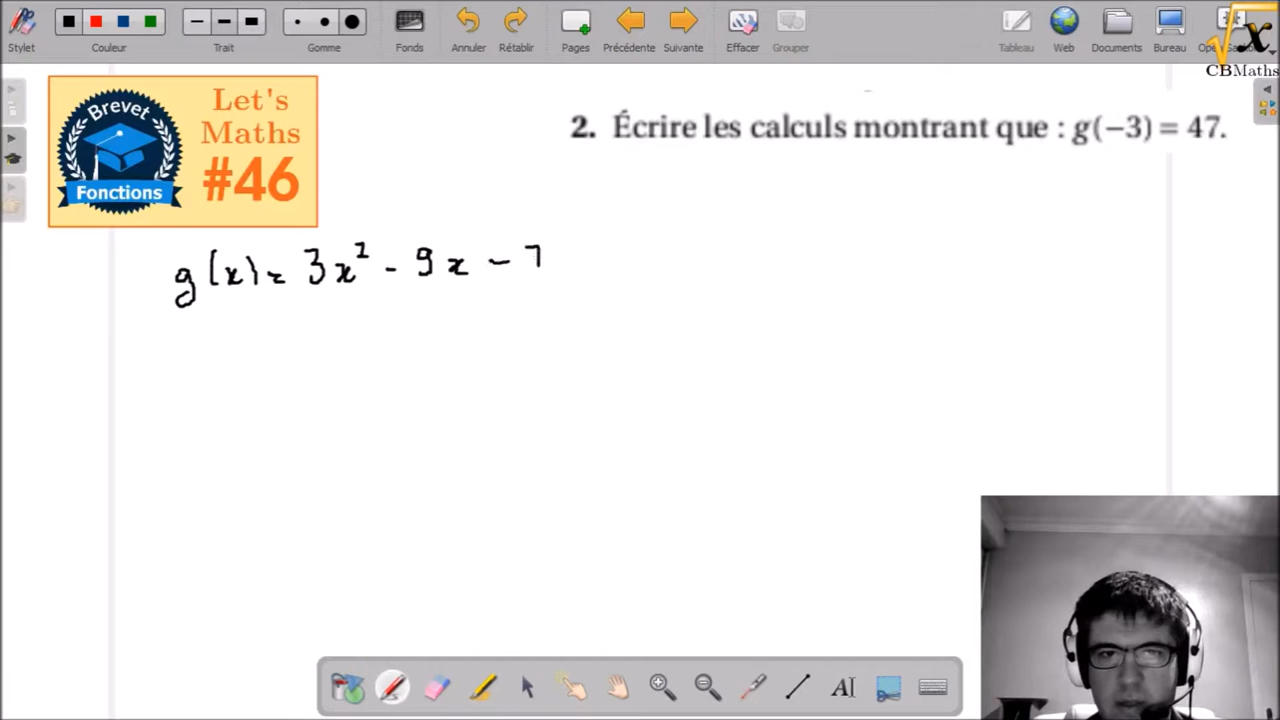 Stylet Couleur Trait Gomme Fonds Annuler Rétablir Pages Précédente Suivante Effacer Grouper Tableau Web Documents Bureau
CBMaths
Brevet
Fonctions
Let's
Maths
#46
2. Écrire les calculs montrant que : g(−3) = 47.
g(x) = 3x² - 9x - 7